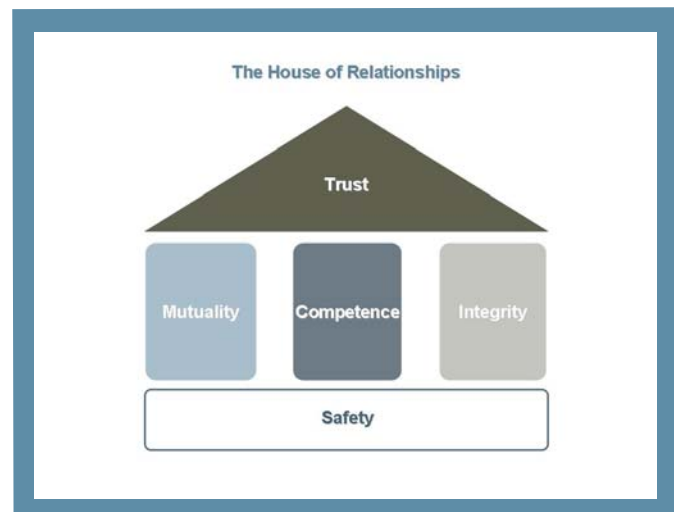 The House of Relationships
Trust
Mutuality Competence Integrity
Safety